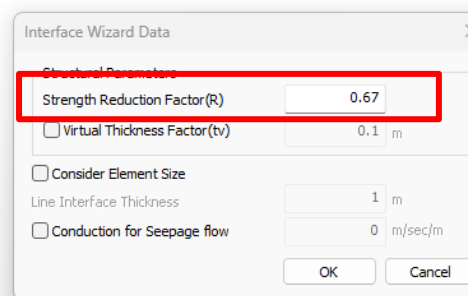 Interface Wizard Data
Structural Parameters
Strength Reduction Factor(R) 0.67
Virtual Thickness Factor(tv) 0.1 m
Consider Element Size
Line Interface Thickness 1 m
Conduction for Seepage flow 0 m/sec/m
OK Cancel